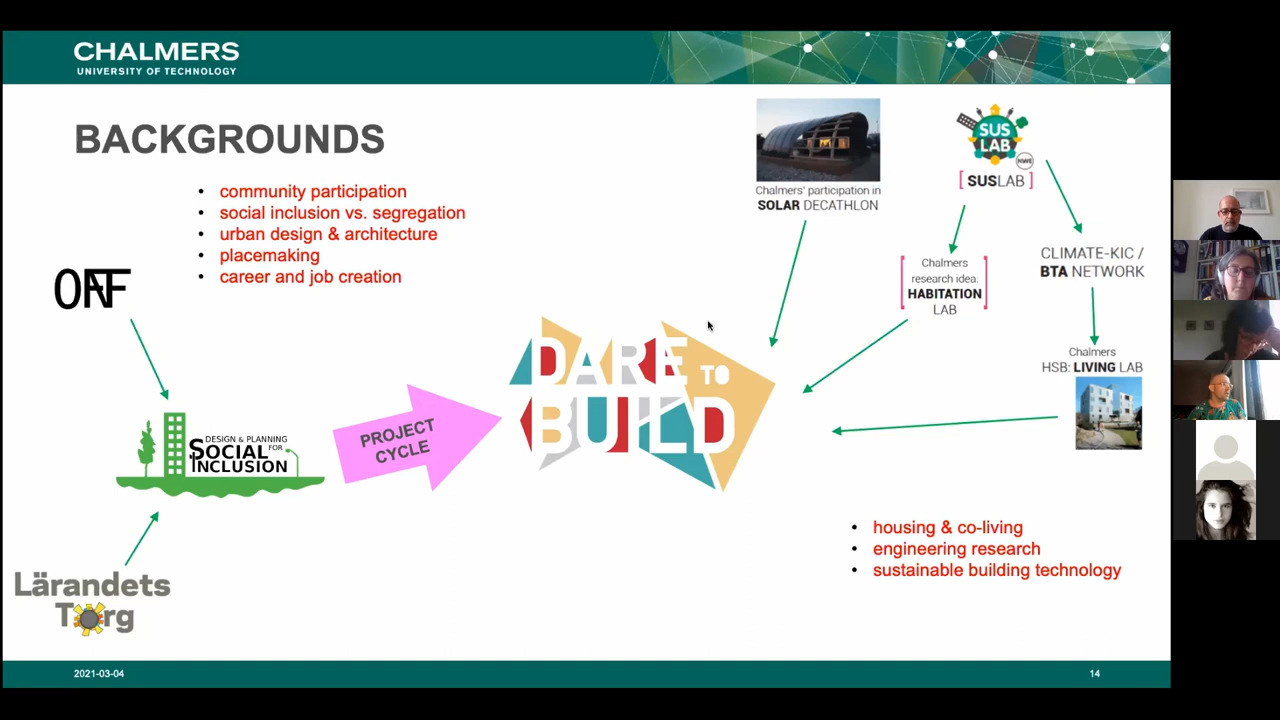 CHALMERS
UNIVERSITY OF TECHNOLOGY
BACKGROUNDS
• community participation
• social inclusion vs. segregation
• urban design & architecture
• placemaking
• career and job creation
OAFF
DESIGN & PLANNING
SOCIAL FOR
INCLUSION
Lärandets
Torg
PROJECT
CYCLE
DARE TO
BUILD
Chalmers' participation in
SOLAR DECATHLON
SUS
LAB
NWE
[ SUSLAB ]
Chalmers
research idea:
HABITATION
LAB
CLIMATE-KIC /
BTA NETWORK
Chalmers
HSB: LIVING LAB
• housing & co-living
• engineering research
• sustainable building technology
2021-03-04
14